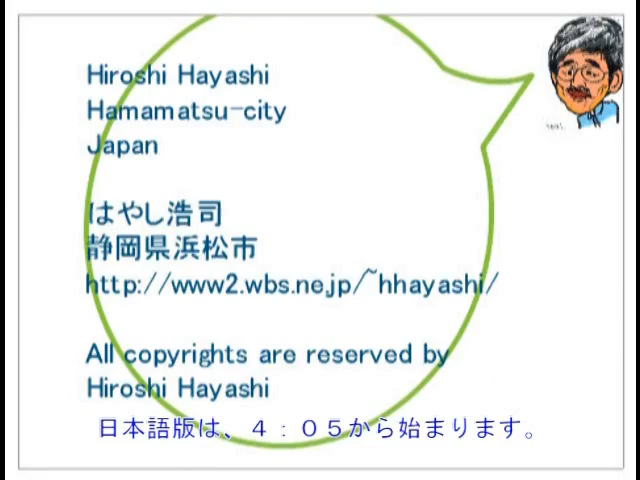 Hiroshi Hayashi
Hamamatsu-city
Japan
はやし浩司
静岡県浜松市
http://www2.wbs.ne.jp/~hhayashi/
All copyrights are reserved by
Hiroshi Hayashi
日本語版は、４：０５から始まります。